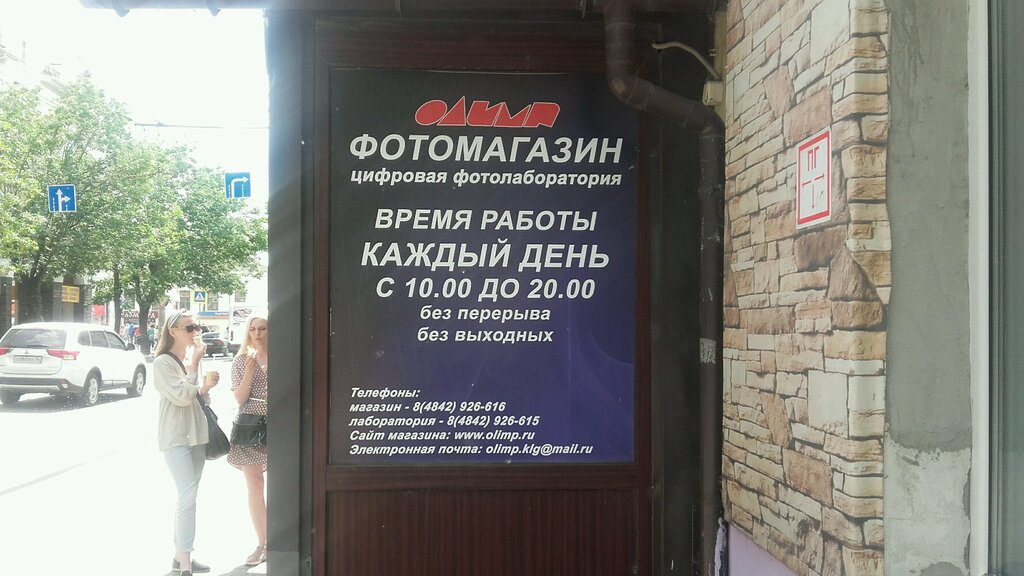 ОЛИМП
ФОТОМАГАЗИН
цифровая фотолаборатория
ВРЕМЯ РАБОТЫ
КАЖДЫЙ ДЕНЬ
С 10.00 ДО 20.00
без перерыва
без выходных
Телефоны:
магазин - 8(4842) 926-616
лаборатория - 8(4842) 926-615
Сайт магазина: www.olimp.ru
Электронная почта: olimp.klg@mail.ru
ПГ